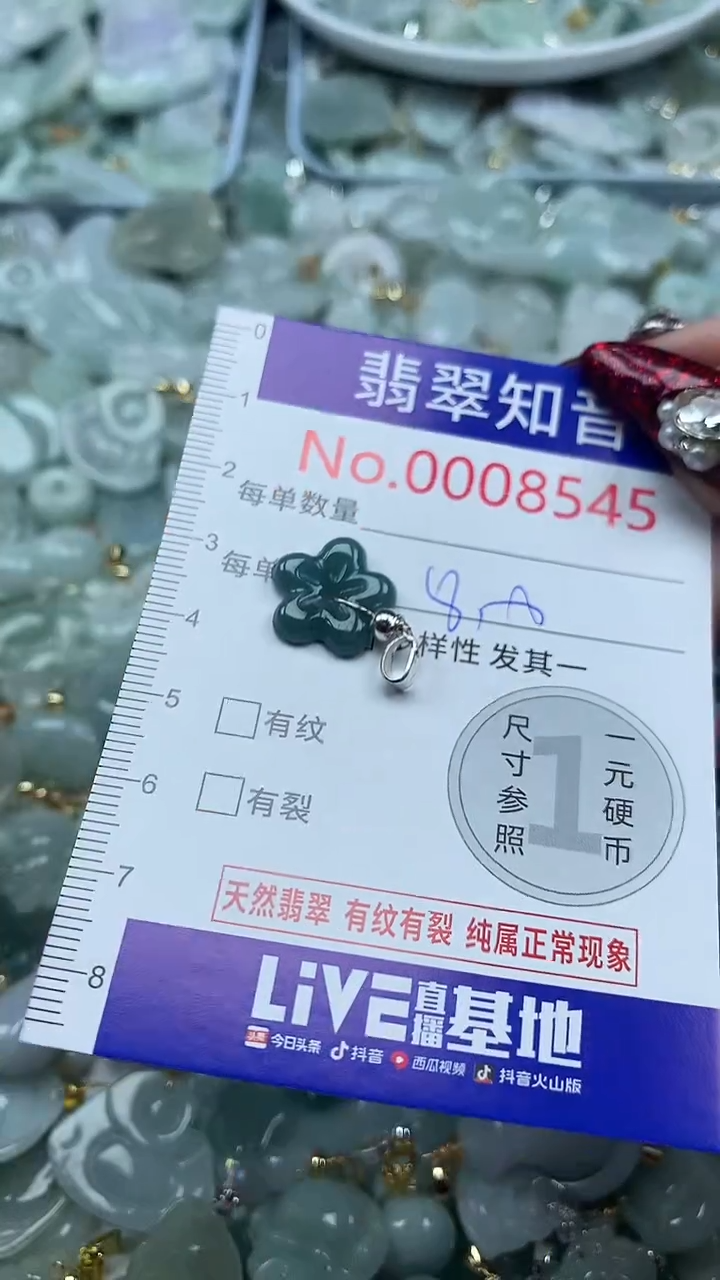 翡翠知音
No.0008545
每单数量
每单
样性 发其一
有纹
有裂
尺寸参照
1
一元硬币
天然翡翠 有纹有裂 纯属正常现象
LiVE直播基地
头条 今日头条 抖音 西瓜视频 抖音火山版
0
1
2
3
4
5
6
7
8